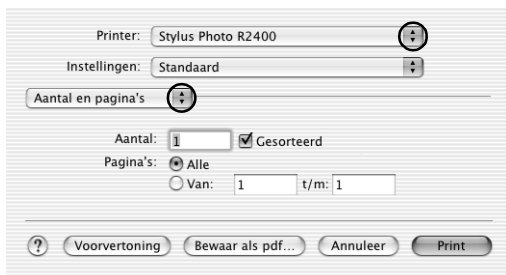 Printer: Stylus Photo R2400
Instellingen: Standaard
Aantal en pagina's
Aantal: 1 Gesorteerd
Pagina's: Alle
Van: 1 t/m: 1
? Voorvertoning Bewaar als pdf... Annuleer Print